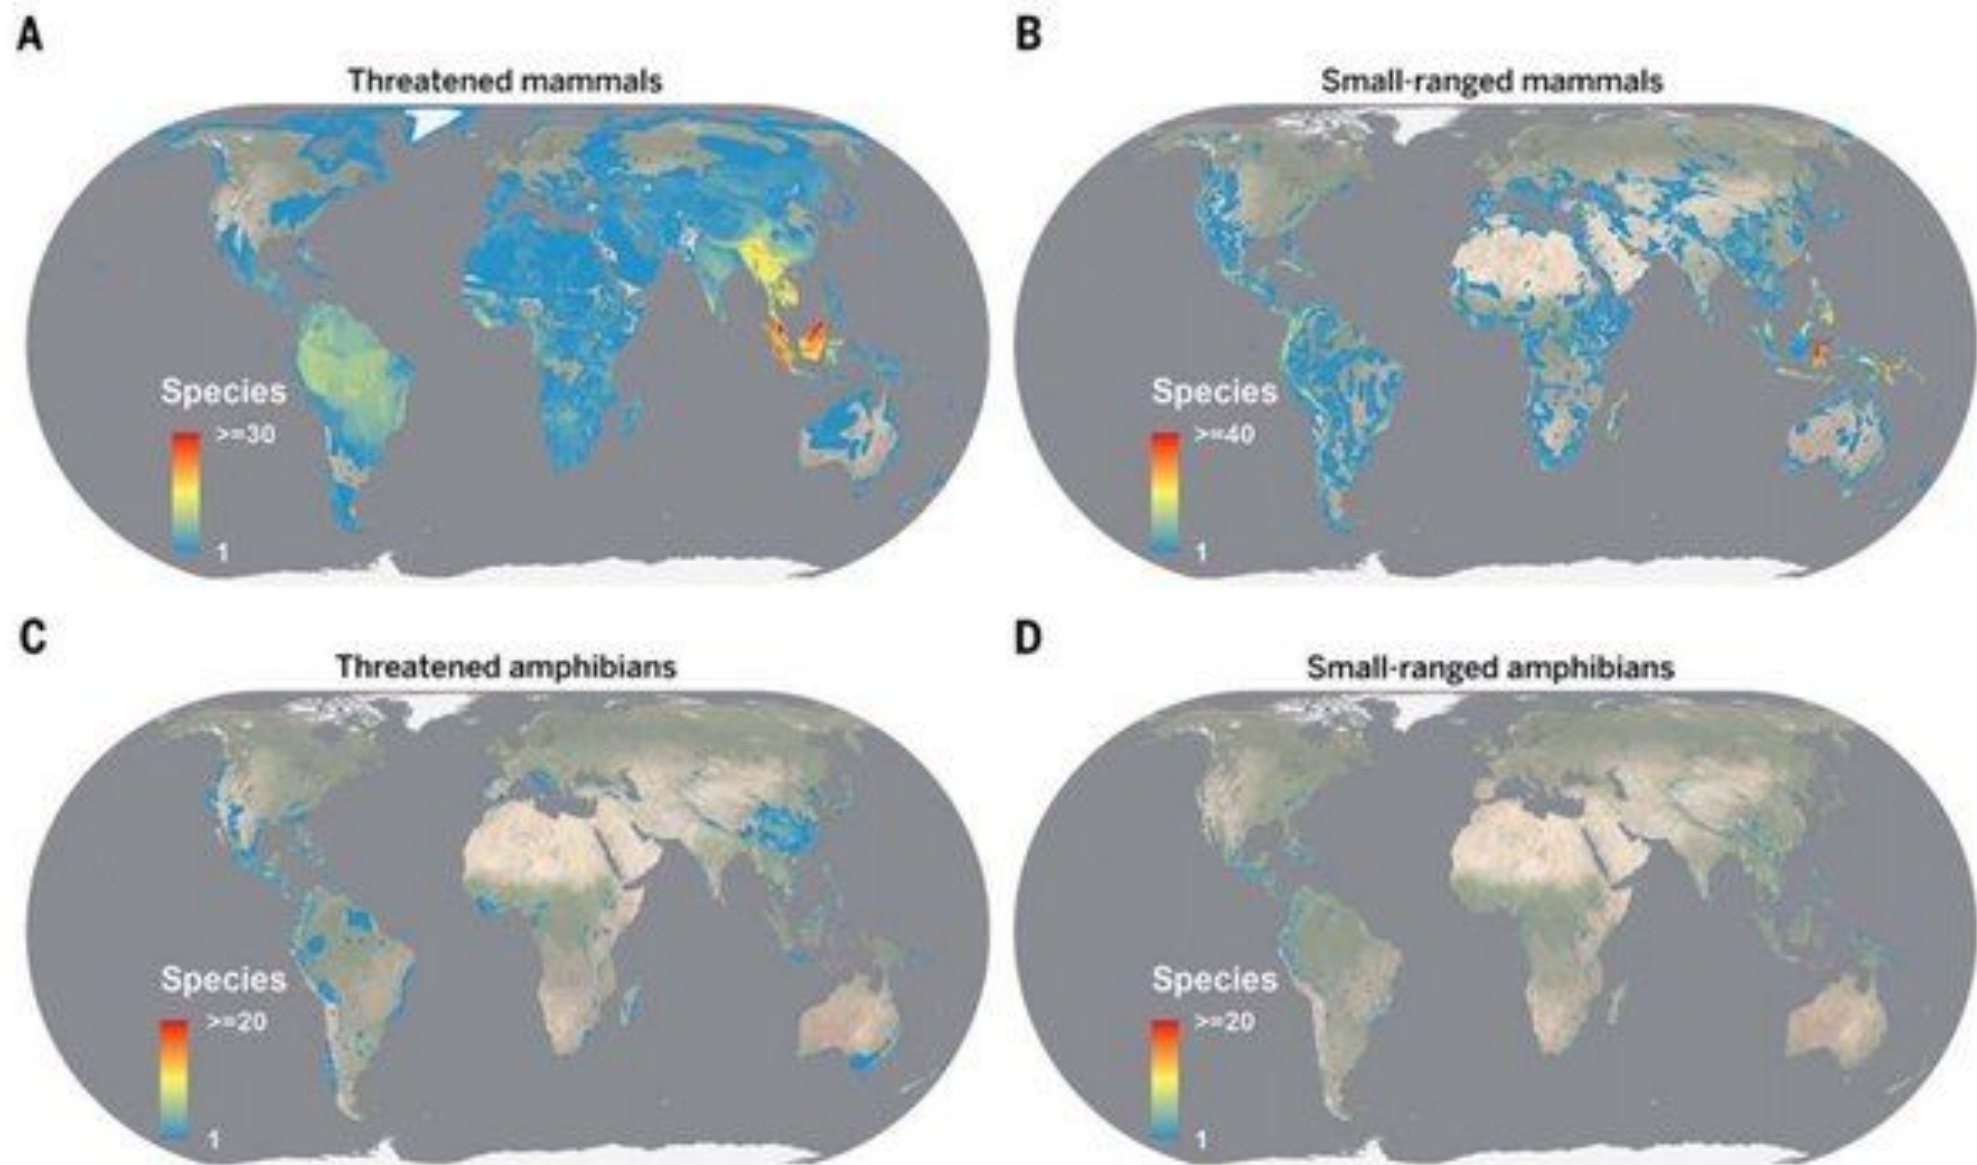 A
Threatened mammals
Species
>=30
1
B
Small-ranged mammals
Species
>=40
1
C
Threatened amphibians
Species
>=20
1
D
Small-ranged amphibians
Species
>=20
1